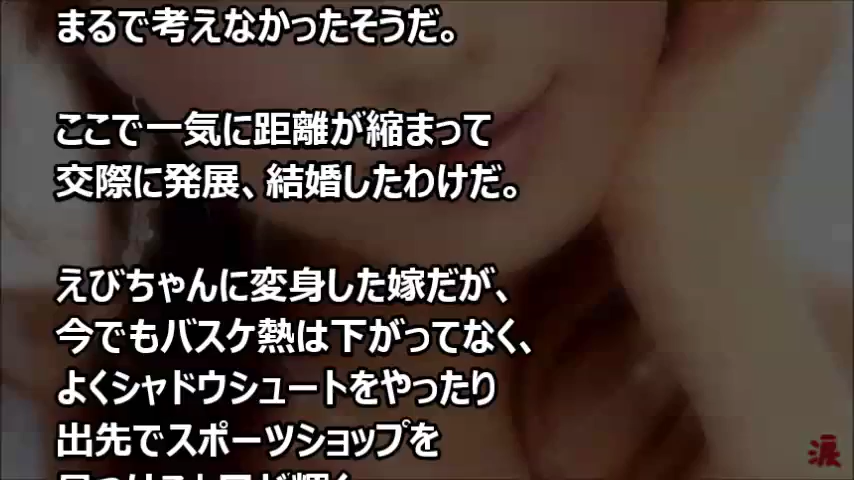 まるで考えなかったそうだ。
ここで一気に距離が縮まって
交際に発展、結婚したわけだ。
えびちゃんに変身した嫁だが、
今でもバスケ熱は下がってなく、
よくシャドウシュートをやったり
出先でスポーツショップを
涙